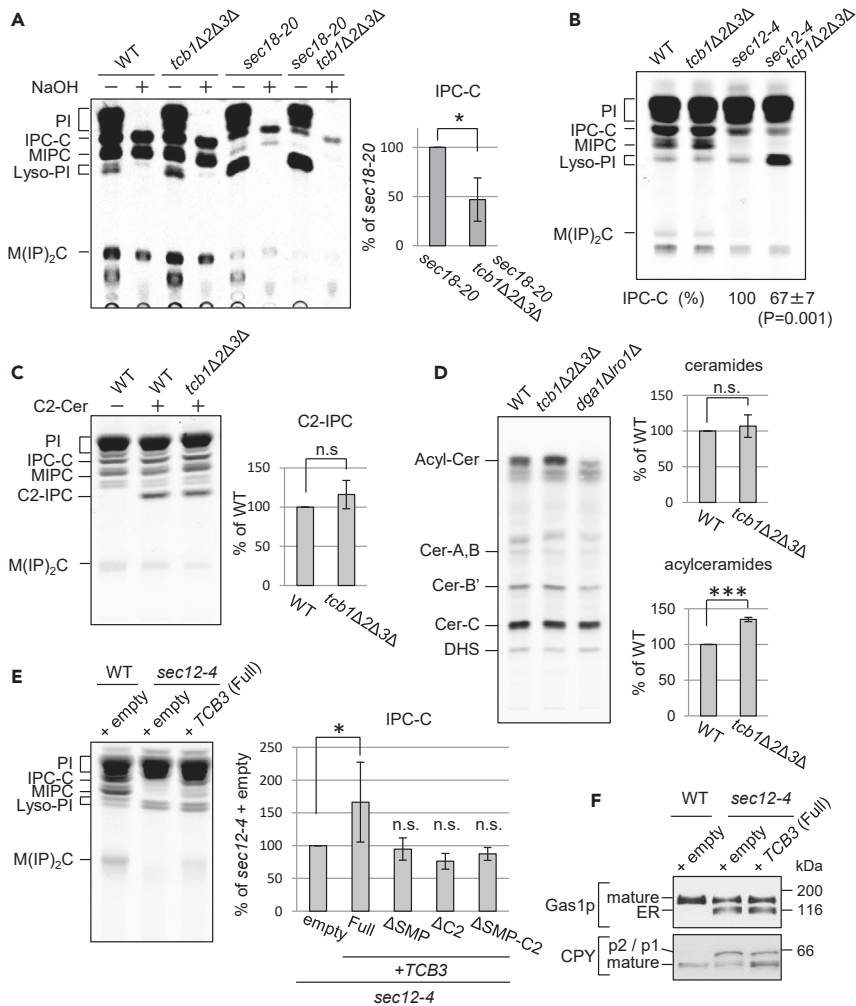 A
WT
tcb1Δ2Δ3Δ
sec18-20
sec18-20
tcb1Δ2Δ3Δ
NaOH
− + − + − + − +
PI
IPC-C
MIPC
Lyso-PI
M(IP)2C
IPC-C
*
% of sec18-20
100
50
0
sec18-20
sec18-20
tcb1Δ2Δ3Δ
B
WT
tcb1Δ2Δ3Δ
sec12-4
sec12-4
tcb1Δ2Δ3Δ
PI
IPC-C
MIPC
Lyso-PI
M(IP)2C
IPC-C (%) 100 67±7
(P=0.001)
C
WT
WT
tcb1Δ2Δ3Δ
C2-Cer − + +
PI
IPC-C
MIPC
C2-IPC
M(IP)2C
C2-IPC
n.s
% of WT
150
100
50
0
WT
tcb1Δ2Δ3Δ
D
WT
tcb1Δ2Δ3Δ
dga1Δlro1Δ
Acyl-Cer
Cer-A,B
Cer-B'
Cer-C
DHS
ceramides
n.s.
% of WT
150
100
50
0
WT
tcb1Δ2Δ3Δ
acylceramides
***
% of WT
150
100
50
0
WT
tcb1Δ2Δ3Δ
E
WT
sec12-4
+ empty
+ empty
+ TCB3 (Full)
PI
IPC-C
MIPC
Lyso-PI
M(IP)2C
IPC-C
% of sec12-4 + empty
250
200
150
100
50
0
*
n.s. n.s. n.s.
empty
Full
ΔSMP
ΔC2
ΔSMP-C2
+TCB3
sec12-4
F
WT
sec12-4
+ empty
+ empty
+ TCB3 (Full)
kDa
Gas1p
mature
ER
200
116
CPY
p2 / p1
mature
66